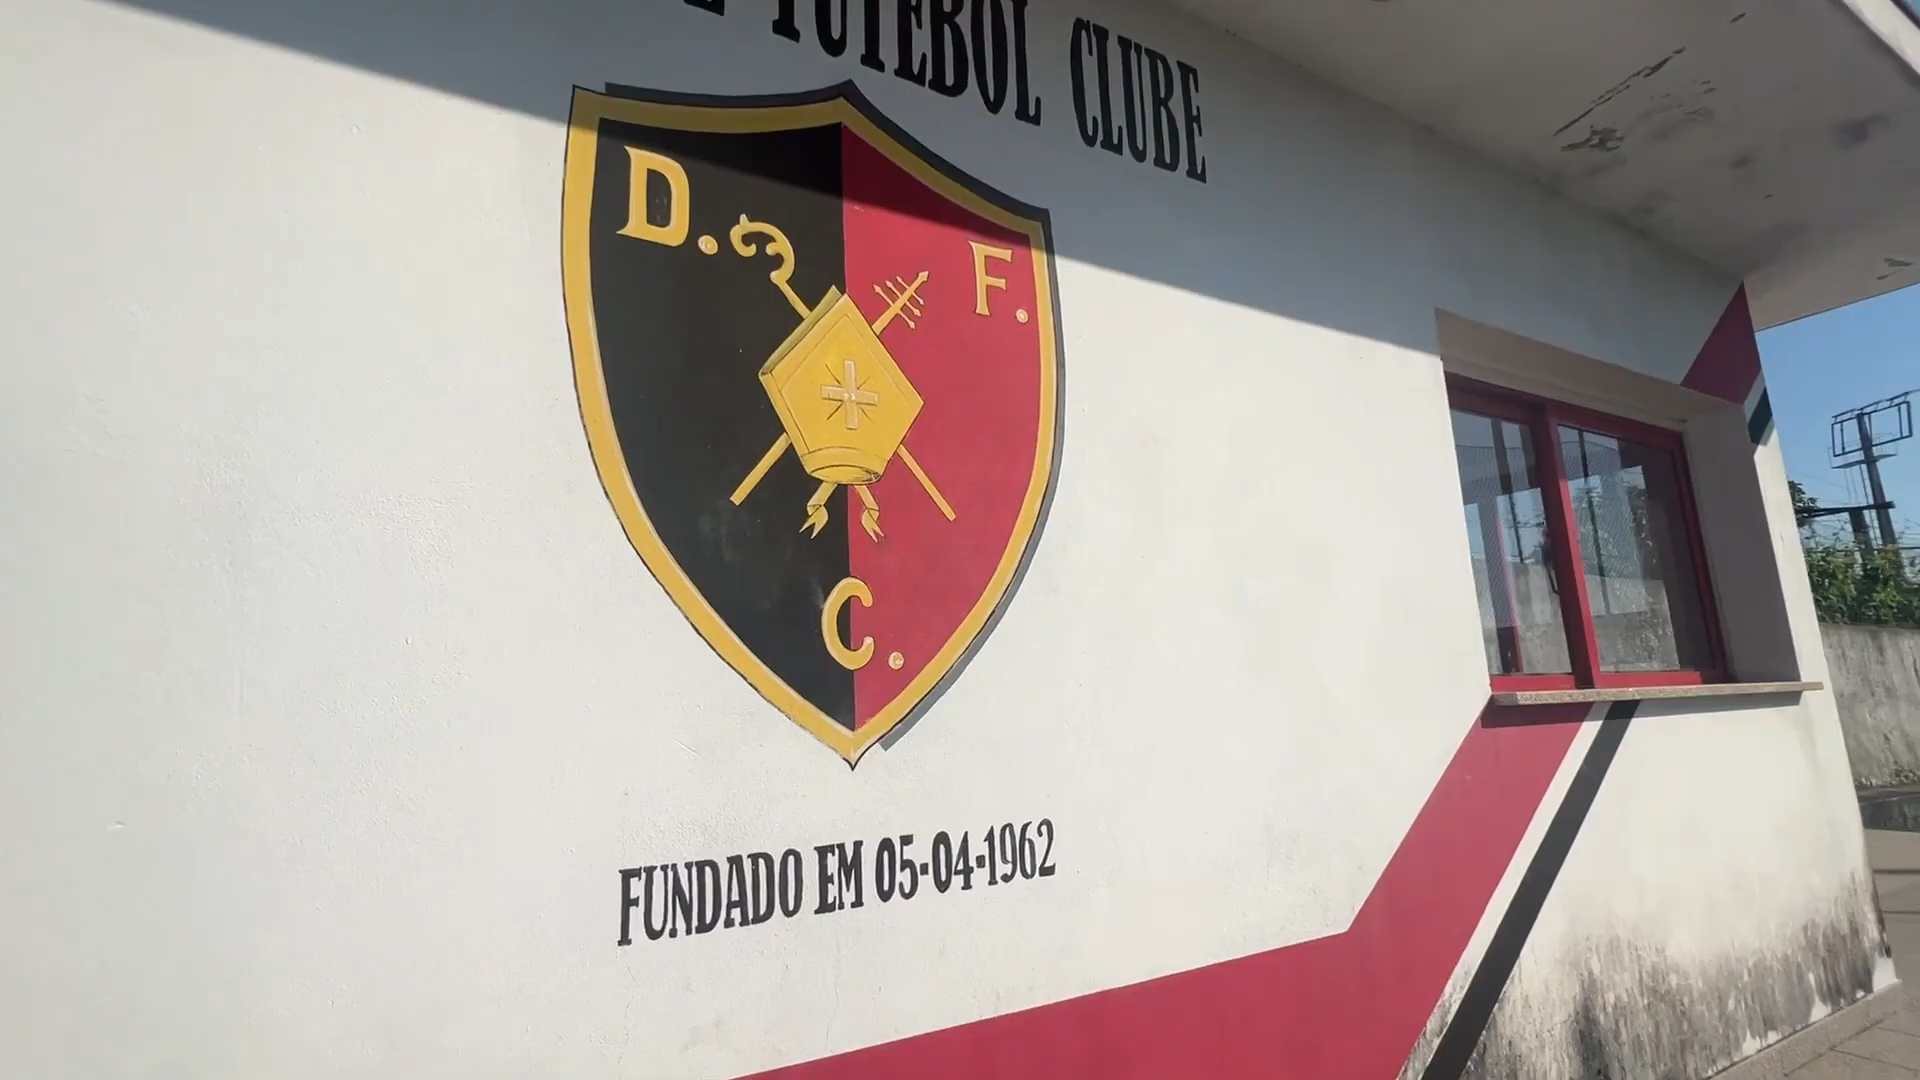 FUTEBOL CLUBE
D. F.
C.
FUNDADO EM 05-04-1962